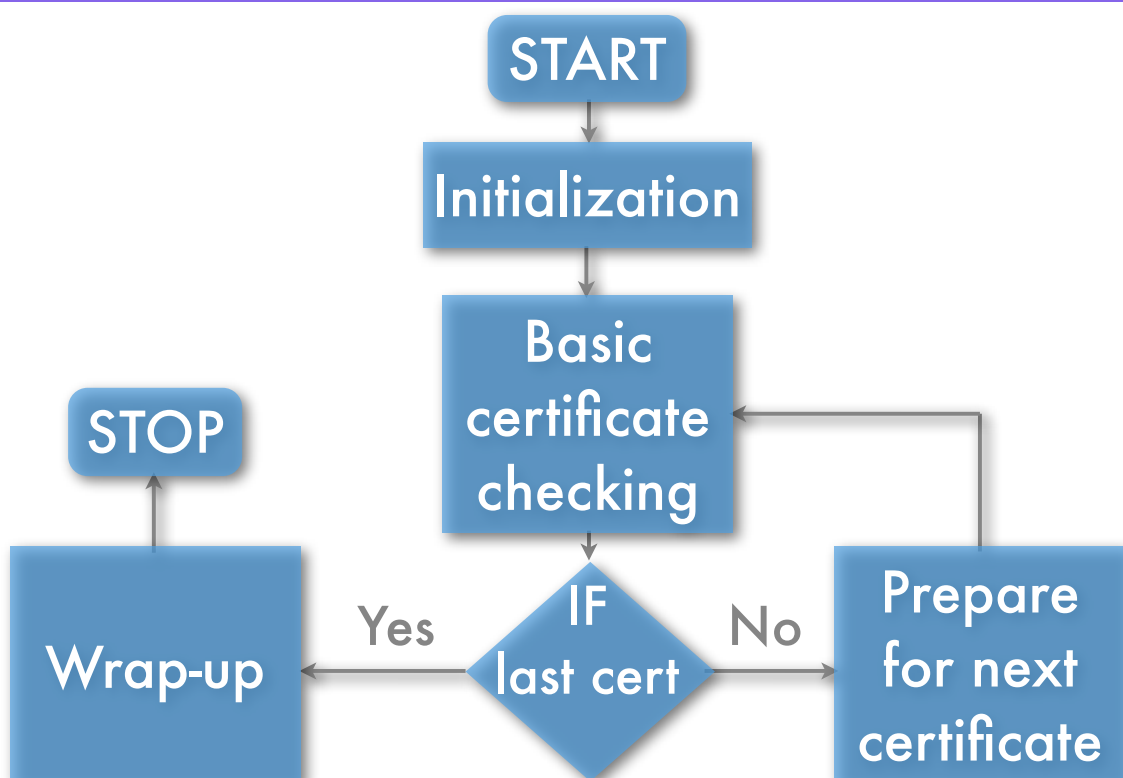 START
Initialization
Basic
certificate
checking
STOP
IF
last cert
Yes
No
Wrap-up
Prepare
for next
certificate